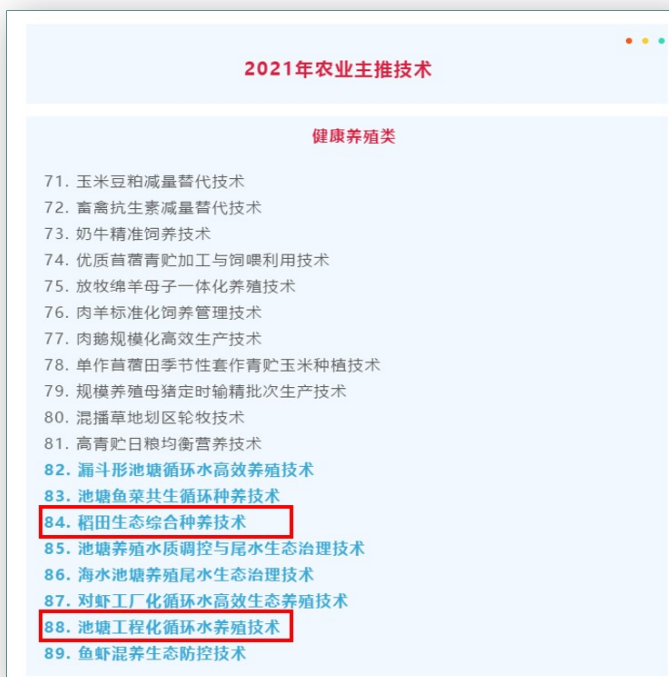 2021年农业主推技术
健康养殖类
71. 玉米豆粕减量替代技术
72. 畜禽抗生素减量替代技术
73. 奶牛精准饲养技术
74. 优质苜蓿青贮加工与饲喂利用技术
75. 放牧绵羊母子一体化养殖技术
76. 肉羊标准化饲养管理技术
77. 肉鹅规模化高效生产技术
78. 单作苜蓿田季节性套作青贮玉米种植技术
79. 规模养殖母猪定时输精批次生产技术
80. 混播草地划区轮牧技术
81. 高青贮日粮均衡营养技术
82. 漏斗形池塘循环水高效养殖技术
83. 池塘鱼菜共生循环种养技术
84. 稻田生态综合种养技术
85. 池塘养殖水质调控与尾水生态治理技术
86. 海水池塘养殖尾水生态治理技术
87. 对虾工厂化循环水高效生态养殖技术
88. 池塘工程化循环水养殖技术
89. 鱼虾混养生态防控技术